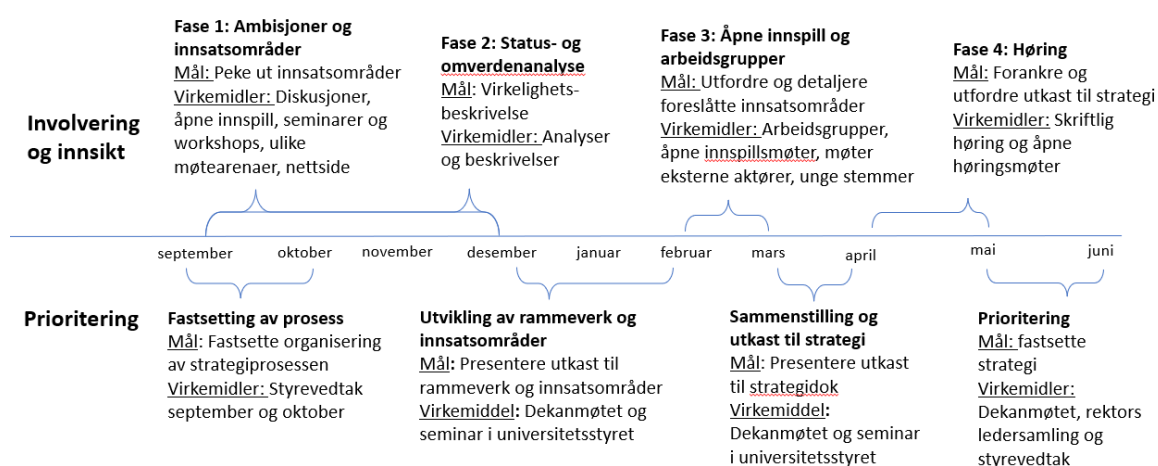 Fase 1: Ambisjoner og
innsatsområder
Mål: Peke ut innsatsområder
Virkemidler: Diskusjoner,
åpne innspill, seminarer og
workshops, ulike
møtearenaer, nettside
Fase 2: Status- og
omverdenanalyse
Mål: Virkelighets-
beskrivelse
Virkemidler: Analyser
og beskrivelser
Fase 3: Åpne innspill og
arbeidsgrupper
Mål: Utfordre og detaljere
foreslåtte innsatsområder
Virkemidler: Arbeidsgrupper,
åpne innspillsmøter, møter
eksterne aktører, unge stemmer
Fase 4: Høring
Mål: Forankre og
utfordre utkast til strategi
Virkemidler: Skriftlig
høring og åpne
høringsmøter
Involvering
og innsikt
september
oktober
november
desember
januar
februar
mars
april
mai
juni
Prioritering
Fastsetting av prosess
Mål: Fastsette organisering
av strategiprosessen
Virkemidler: Styrevedtak
september og oktober
Utvikling av rammeverk og
innsatsområder
Mål: Presentere utkast til
rammeverk og innsatsområder
Virkemiddel: Dekanmøtet og
seminar i universitetsstyret
Sammenstilling og
utkast til strategi
Mål: Presentere utkast
til strategidok
Virkemiddel:
Dekanmøtet og seminar
i universitetsstyret
Prioritering
Mål: fastsette
strategi
Virkemidler:
Dekanmøtet, rektors
ledersamling og
styrevedtak